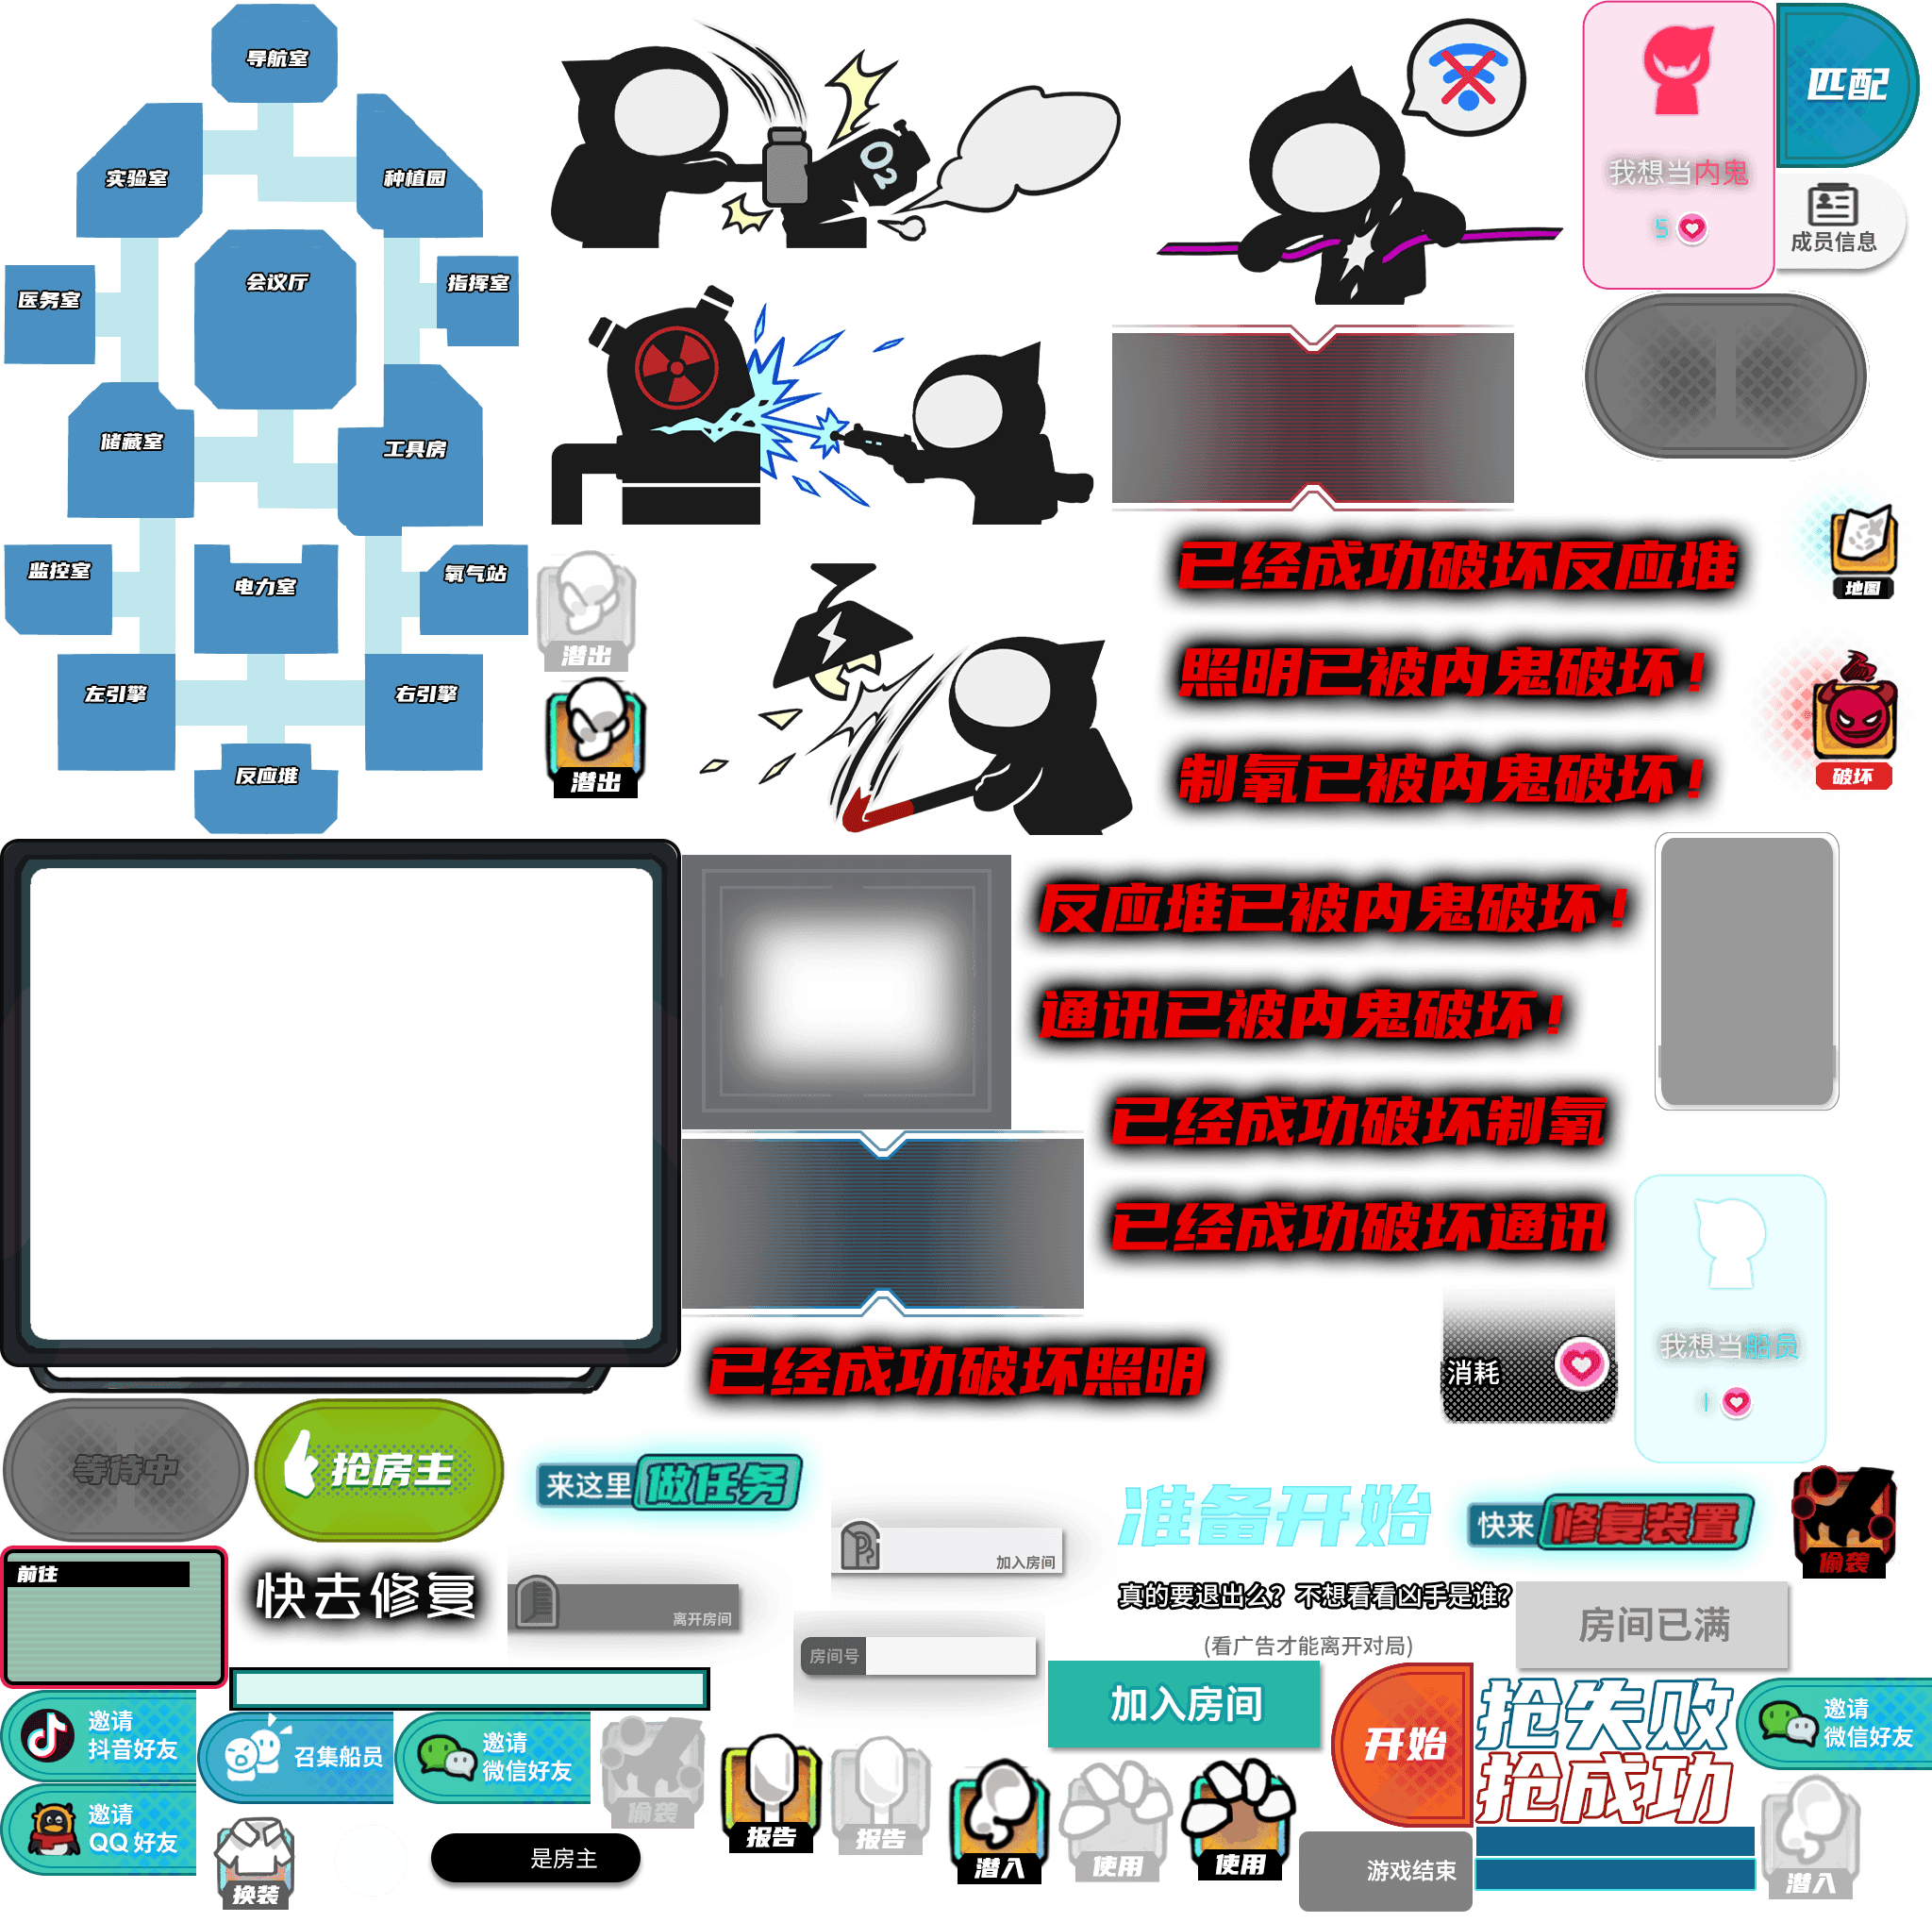 导航室
实验室
种植园
会议厅
医务室
指挥室
储藏室
工具房
监控室
电力室
氧气站
左引擎
右引擎
反应堆
O2
我想当内鬼
5
匹配
成员信息
潜出
潜出
已经成功破坏反应堆
照明已被内鬼破坏！
制氧已被内鬼破坏！
地图
破坏
反应堆已被内鬼破坏！
通讯已被内鬼破坏！
已经成功破坏制氧
已经成功破坏通讯
已经成功破坏照明
消耗
我想当船员
1
等待中
抢房主
来这里做任务
准备开始
快来修复装置
偷装
前往
快去修复
离开房间
加入房间
真的要退出么？不想看看凶手是谁？
(看广告才能离开对局)
房间已满
房间号
加入房间
开始
抢失败
抢成功
邀请
抖音好友
召集船员
邀请
微信好友
偷装
报告
报告
邀请
微信好友
邀请
QQ好友
换装
是房主
潜入
使用
使用
游戏结束
潜入